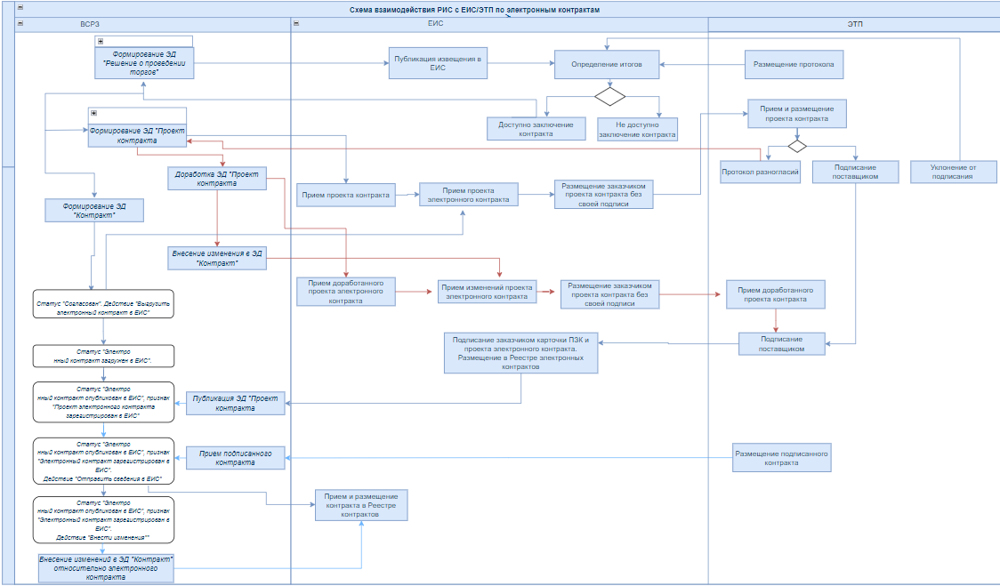 Схема взаимодействия РИС с ЕИС/ЭТП по электронным контрактам
ВСРЗ
ЕИС
ЭТП
Формирование ЭД
"Решение о проведении
торгов"
Публикация извещения в
ЕИС
Определение итогов
Размещение протокола
Доступно заключение
контракта
Не доступно
заключение контракта
Прием и размещение
проекта контракта
Формирование ЭД "Проект
контракта
Доработка ЭД "Проект
контракта
Протокол разногласий
Подписание
поставщиком
Уклонение от
подписания
Прием проекта контракта
Прием проекта
электронного контракта
Размещение заказчиком
проекта контракта без
своей подписи
Формирование ЭД
"Контракт"
Внесение изменения в ЭД
"Контракт"
Прием доработанного
проекта электронного
контракта
Прием изменений проекта
электронного контракта
Размещение заказчиком
проекта контракта без
своей подписи
Прием доработанного
проекта контракта
Статус "Согласован". Действие "Выгрузить
электронный контракт в ЕИС"
Подписание заказчиком карточки ПЗК и
проекта электронного контракта.
Размещение в Реестре электронных
контрактов
Подписание
поставщиком
Статус "Электро
нный контракт загружен в ЕИС".
Статус "Электро
нный контракт опубликован в ЕИС", признак
"Проект электронного контракта
зарегистрирован в ЕИС"
Публикация ЭД "Проект
контракта
Статус "Электро
нный контракт опубликован в ЕИС", признак
"Электронный контракт зарегистрирован в
ЕИС".
Действие "Отправить сведения в ЕИС"
Прием подписанного
контракта
Размещение подписанного
контракта
Статус "Электро
нный контракт опубликован в ЕИС", признак
"Электронный контракт зарегистрирован в
ЕИС".
Действие "Внести изменения""
Прием и размещение
контракта в Реестре
контрактов
Внесение изменений в ЭД "Контракт"
относительно электронного
контракта